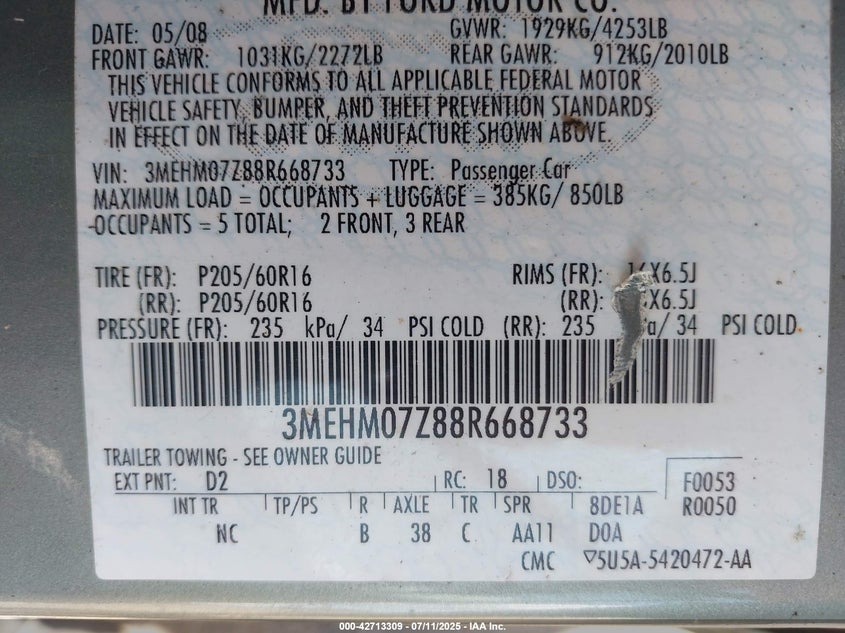 MFD. BY FORD MOTOR CO.
DATE: 05/08 GVWR: 1929KG/4253LB
FRONT GAWR: 1031KG/2272LB REAR GAWR: 912KG/2010LB
THIS VEHICLE CONFORMS TO ALL APPLICABLE FEDERAL MOTOR
VEHICLE SAFETY, BUMPER, AND THEFT PREVENTION STANDARDS
IN EFFECT ON THE DATE OF MANUFACTURE SHOWN ABOVE.
VIN: 3MEHM07Z88R668733 TYPE: Passenger Car
MAXIMUM LOAD = OCCUPANTS + LUGGAGE = 385KG/ 850LB
-OCCUPANTS = 5 TOTAL; 2 FRONT, 3 REAR
TIRE (FR): P205/60R16 RIMS (FR): 16X6.5J
(RR): P205/60R16 (RR): X6.5J
PRESSURE (FR): 235 kPa/ 34 PSI COLD (RR): 235 / 34 PSI COLD
3MEHM07Z88R668733
TRAILER TOWING - SEE OWNER GUIDE
EXT PNT: D2 RC: 18 DSO: F0053
INT TR TP/PS R AXLE TR SPR 8DE1A R0050
NC B 38 C AA11 D0A
CMC ▽5U5A-5420472-AA
000-42713309 - 07/11/2025 - IAA Inc.